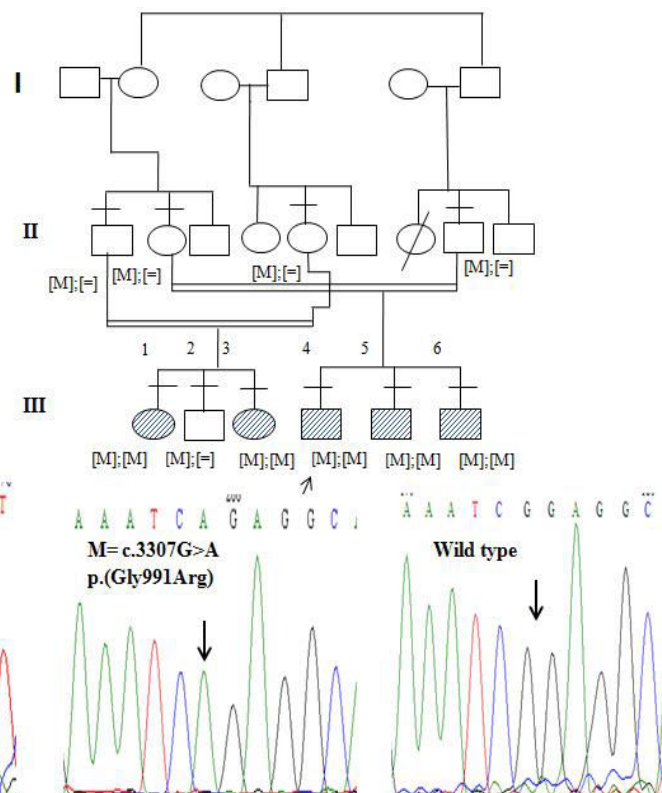 I
II
[M];[=]
[M];[=]
[M];[=]
[M];[=]
1 2 3 4 5 6
III
[M];[M] [M];[=] [M];[M] [M];[M] [M];[M] [M];[M]
T
A A A T C A G A G G C
M= c.3307G>A
p.(Gly991Arg)
A A A T C G G A G G C
Wild type